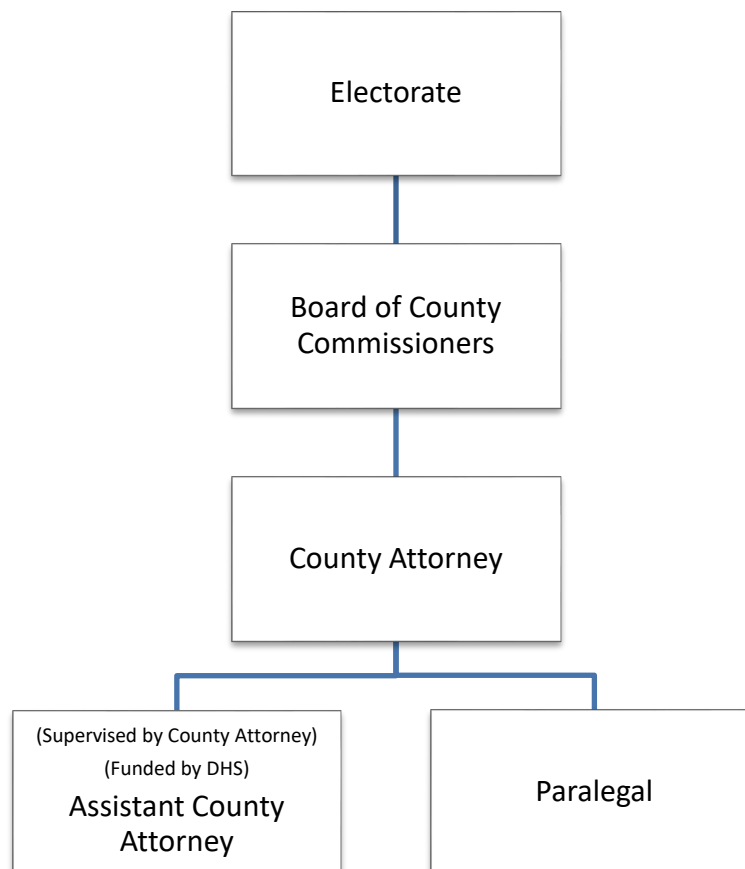 Electorate
Board of County
Commissioners
County Attorney
(Supervised by County Attorney)
(Funded by DHS)
Assistant County
Attorney
Paralegal